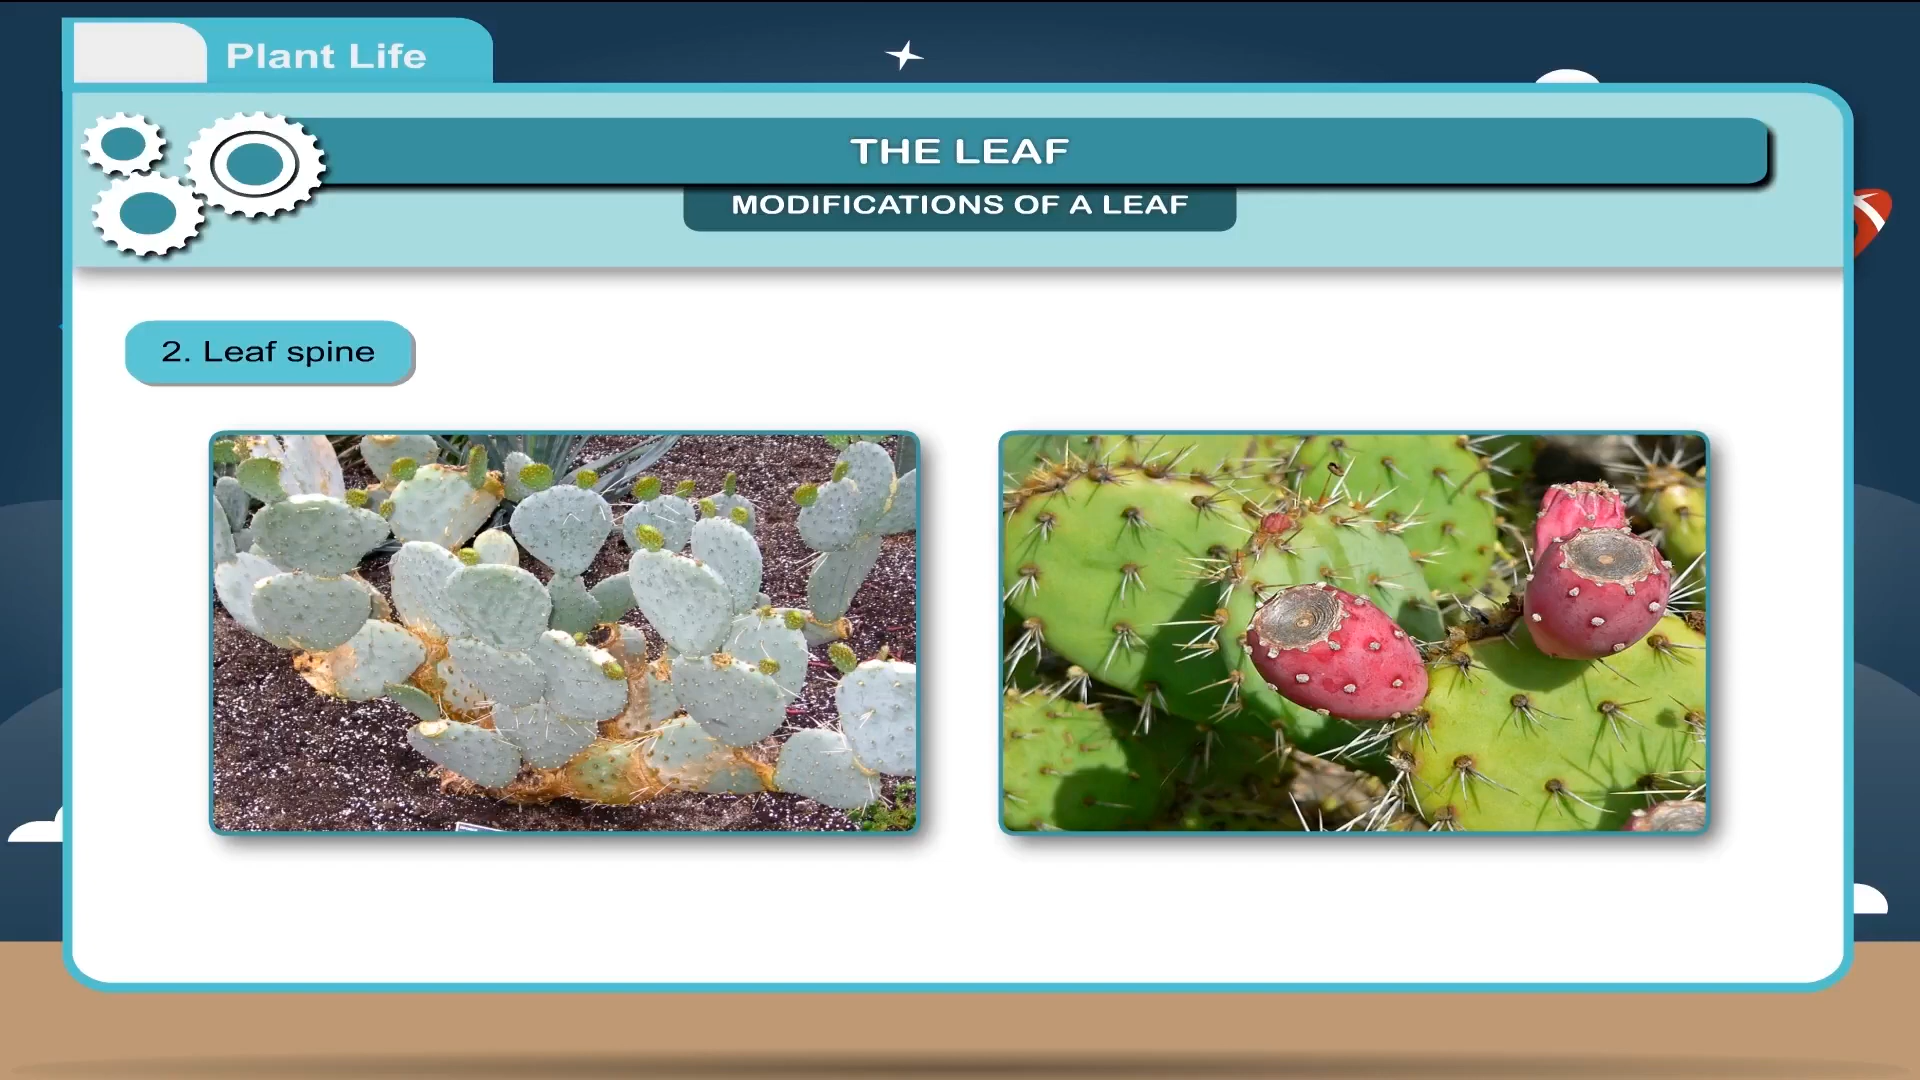 Plant Life
THE LEAF
MODIFICATIONS OF A LEAF
2. Leaf spine